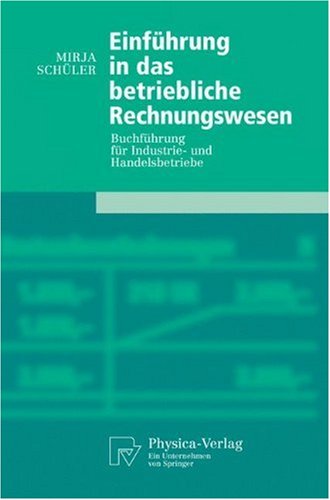 MIRJA
SCHÜLER
Einführung
in das
betriebliche
Rechnungswesen
Buchführung
für Industrie- und
Handelsbetriebe
Physica-Verlag
Ein Unternehmen
von Springer